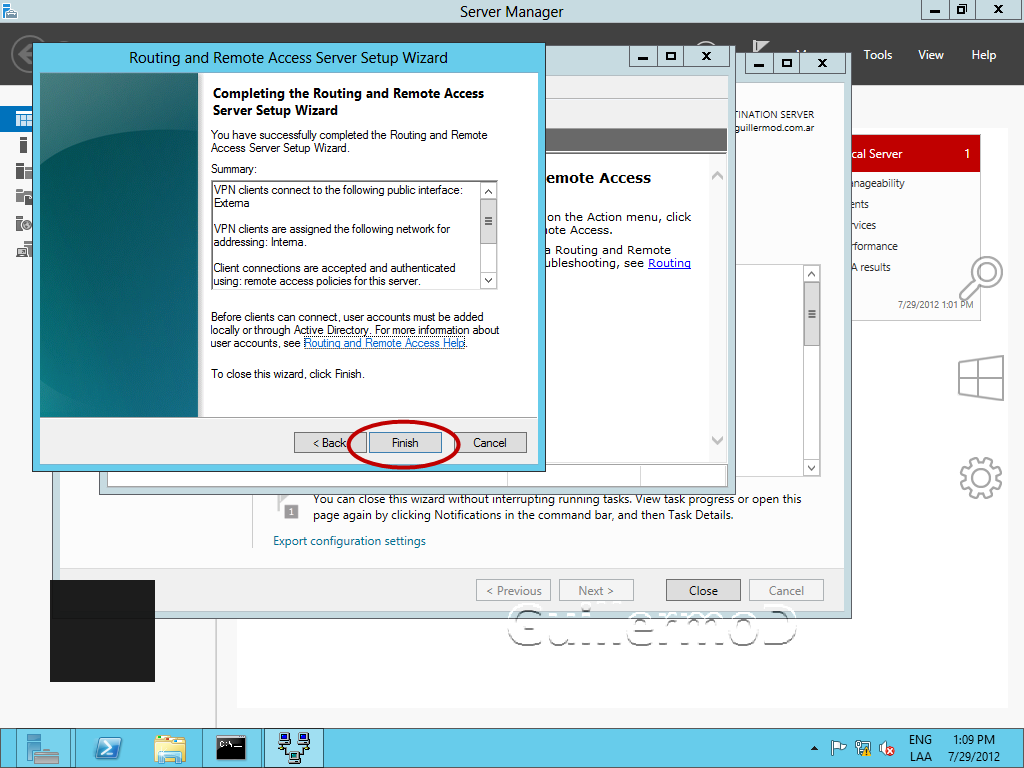 Server Manager
Tools
View
Help
Routing and Remote Access Server Setup Wizard
Completing the Routing and Remote Access
Server Setup Wizard
You have successfully completed the Routing and Remote
Access Server Setup Wizard.
Summary:
VPN clients connect to the following public interface:
Externa
VPN clients are assigned the following network for
addressing: Interna.
Client connections are accepted and authenticated
using: remote access policies for this server.
Before clients can connect, user accounts must be added
locally or through Active Directory. For more information about
user accounts, see Routing and Remote Access Help.
To close this wizard, click Finish.
< Back
Finish
Cancel
emote Access
on the Action menu, click
ote Access.
a Routing and Remote
ubleshooting, see Routing
TINATION SERVER
guillermod.com.ar
cal Server 1
anageability
ents
rvices
rformance
A results
7/29/2012 1:01 PM
1
You can close this wizard without interrupting running tasks. View task progress or open this
page again by clicking Notifications in the command bar, and then Task Details.
Export configuration settings
< Previous
Next >
Close
Cancel
GuillermoD
C:\_
ENG
LAA
1:09 PM
7/29/2012